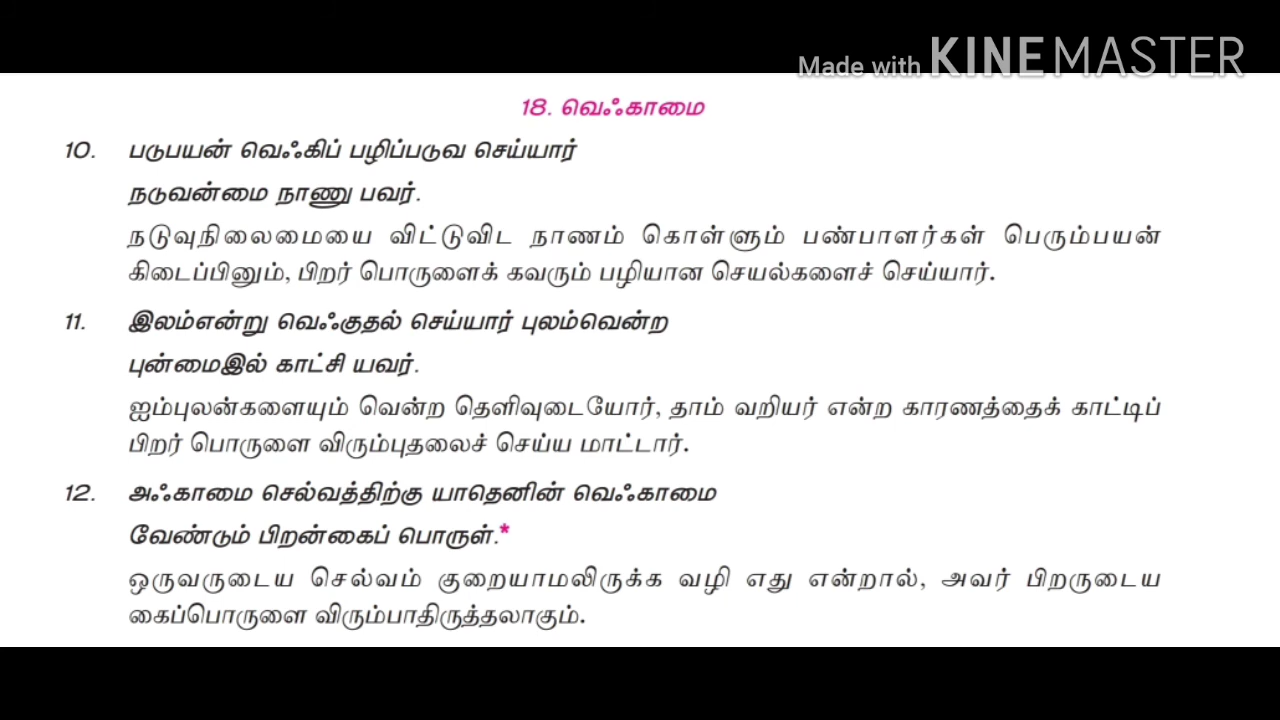 Made with KINEMASTER
18. வெஃகாமை
10. படுபயன் வெஃகிப் பழிப்படுவ செய்யார்
நடுவன்மை நாணு பவர்.
நடுவுநிலைமையை விட்டுவிட நாணம் கொள்ளும் பண்பாளர்கள் பெரும்பயன்
கிடைப்பினும், பிறர் பொருளைக் கவரும் பழியான செயல்களைச் செய்யார்.
11. இலம்என்று வெஃகுதல் செய்யார் புலம்வென்ற
புன்மைஇல் காட்சி யவர்.
ஐம்புலன்களையும் வென்ற தெளிவுடையோர், தாம் வறியர் என்ற காரணத்தைக் காட்டிப்
பிறர் பொருளை விரும்புதலைச் செய்ய மாட்டார்.
12. அஃகாமை செல்வத்திற்கு யாதெனின் வெஃகாமை
வேண்டும் பிறன்கைப் பொருள்.*
ஒருவருடைய செல்வம் குறையாமலிருக்க வழி எது என்றால், அவர் பிறருடைய
கைப்பொருளை விரும்பாதிருத்தலாகும்.